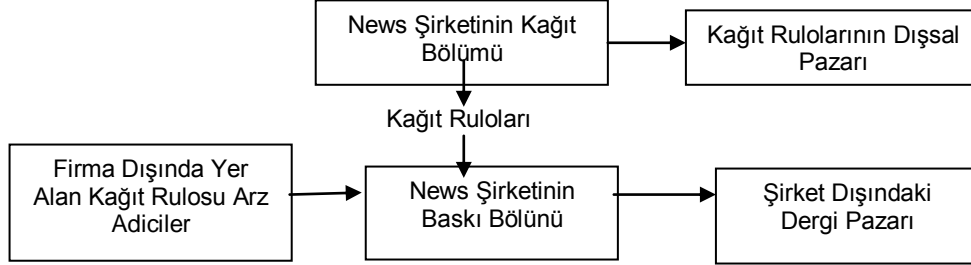 News Şirketinin Kağıt
Bölümü
Kağıt Rulolarının Dışsal
Pazarı
Kağıt Ruloları
Firma Dışında Yer
Alan Kağıt Rulosu Arz
Adiciler
News Şirketinin
Baskı Bölünü
Şirket Dışındaki
Dergi Pazarı